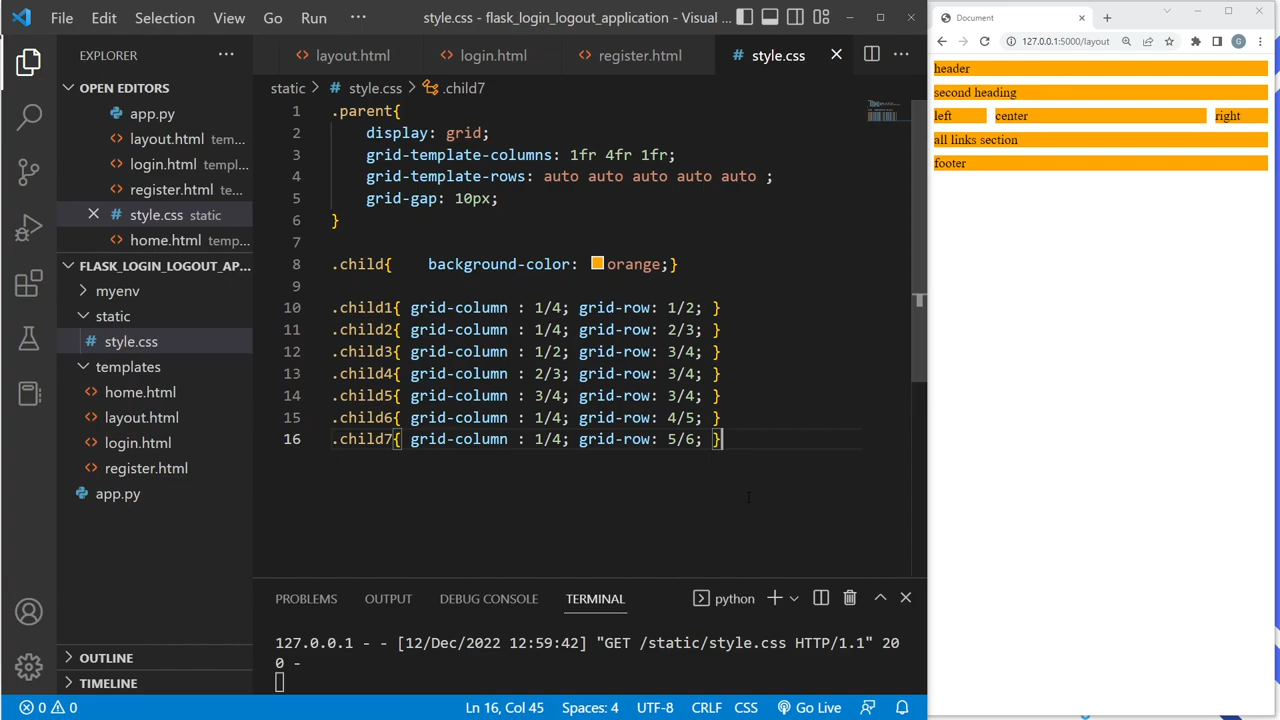 File Edit Selection View Go Run ··· style.css - flask_login_logout_application - Visual ...
EXPLORER ···
OPEN EDITORS
app.py
layout.html tem...
login.html templ...
register.html t...
style.css static
home.html temp...
FLASK_LOGIN_LOGOUT_AP...
myenv
static
style.css
templates
home.html
layout.html
login.html
register.html
app.py
OUTLINE
TIMELINE
layout.html login.html register.html style.css
static > style.css > .child7
1 .parent{
2 display: grid;
3 grid-template-columns: 1fr 4fr 1fr;
4 grid-template-rows: auto auto auto auto auto ;
5 grid-gap: 10px;
6 }
7
8 .child{ background-color: orange;}
9
10 .child1{ grid-column : 1/4; grid-row: 1/2; }
11 .child2{ grid-column : 1/4; grid-row: 2/3; }
12 .child3{ grid-column : 1/2; grid-row: 3/4; }
13 .child4{ grid-column : 2/3; grid-row: 3/4; }
14 .child5{ grid-column : 3/4; grid-row: 3/4; }
15 .child6{ grid-column : 1/4; grid-row: 4/5; }
16 .child7{ grid-column : 1/4; grid-row: 5/6; }
PROBLEMS OUTPUT DEBUG CONSOLE TERMINAL python
127.0.0.1 - - [12/Dec/2022 12:59:42] "GET /static/style.css HTTP/1.1" 20
0 -
0 0 Ln 16, Col 45 Spaces: 4 UTF-8 CRLF CSS Go Live
Document
127.0.0.1:5000/layout G
header
second heading
left center right
all links section
footer